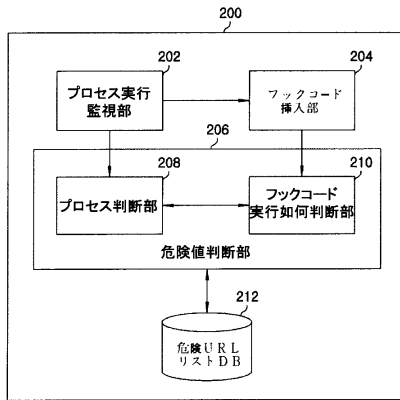 200
202
プロセス実行
監視部
204
フックコード
挿入部
206
208
プロセス判断部
210
フックコード
実行如何判断部
危険値判断部
212
危険URL
リストDB